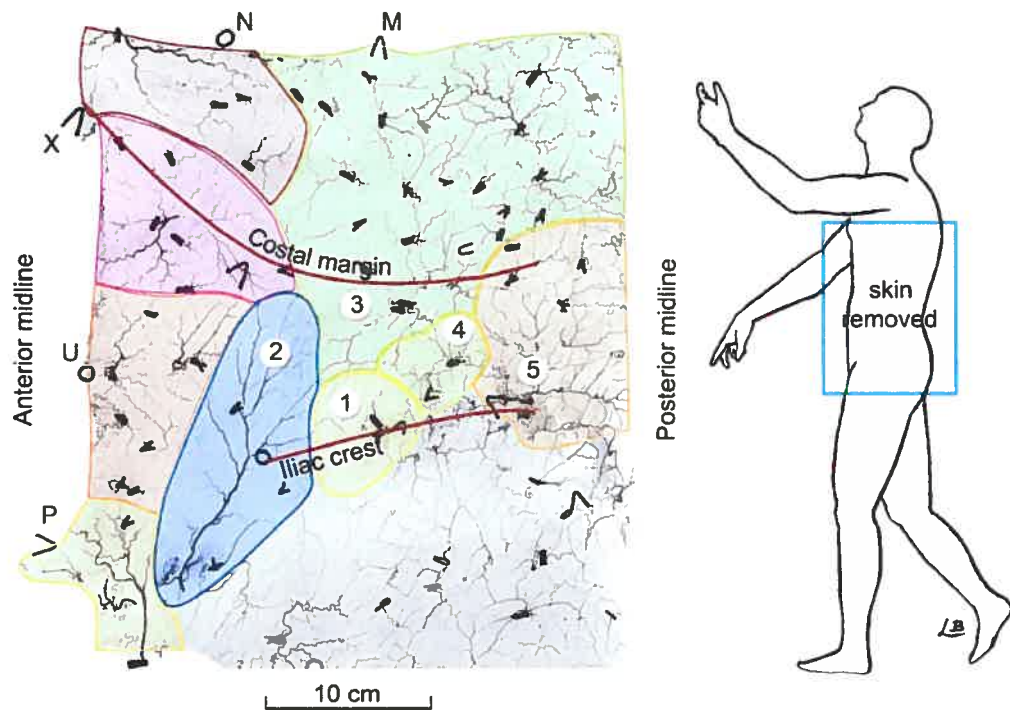 N
M
X
Costal margin
3
4
2
5
1
U
Iliac crest
P
Anterior midline
10 cm
Posterior midline
skin
removed
LB